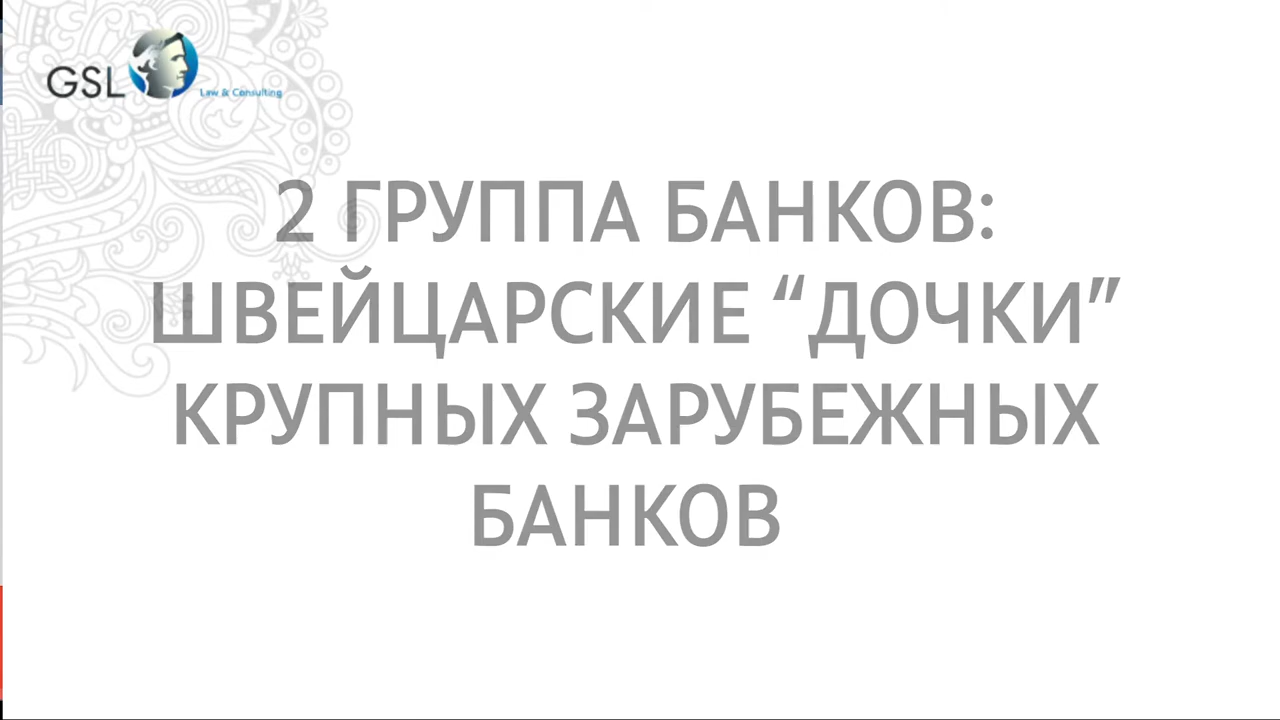 GSL
Law & Consulting
2 ГРУППА БАНКОВ:
ШВЕЙЦАРСКИЕ “ДОЧКИ”
КРУПНЫХ ЗАРУБЕЖНЫХ
БАНКОВ